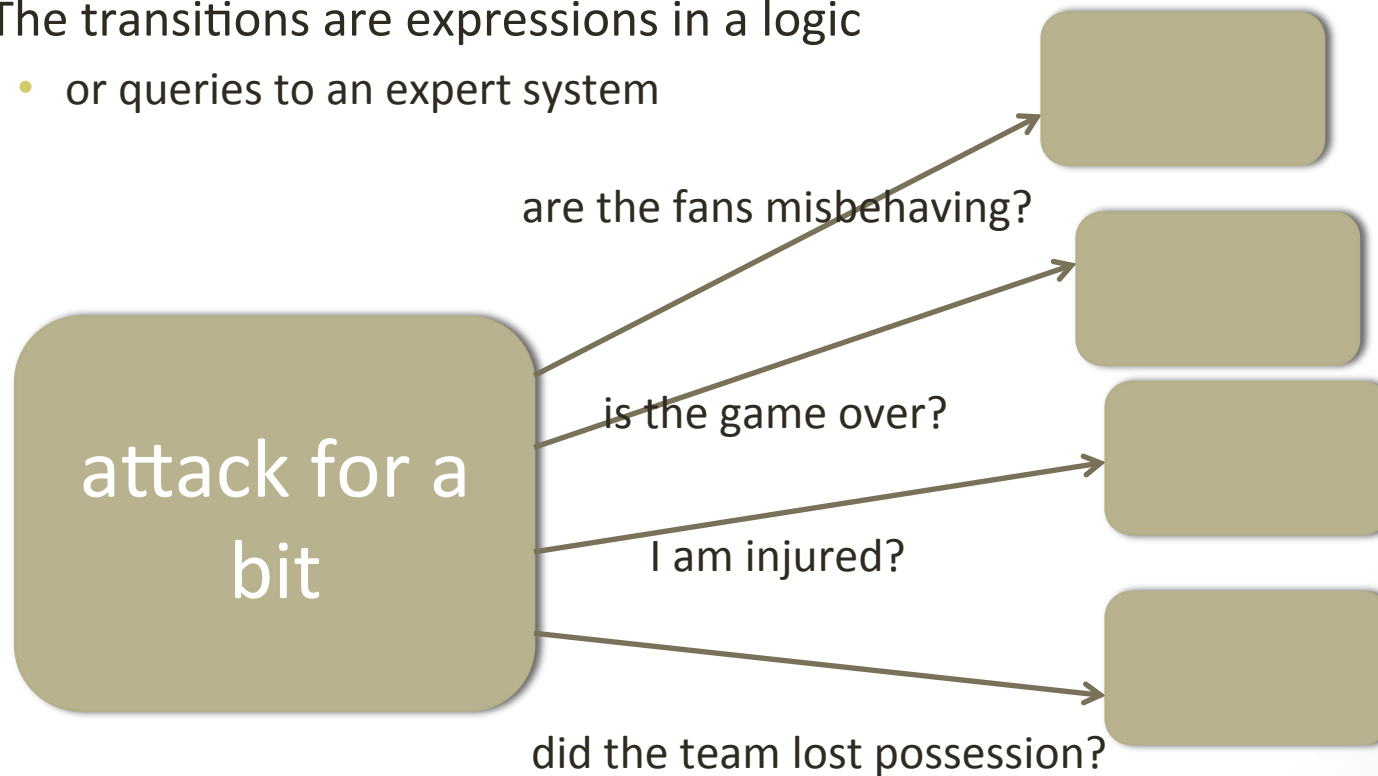 The transitions are expressions in a logic
• or queries to an expert system
are the fans misbehaving?
is the game over?
attack for a
bit
I am injured?
did the team lost possession?